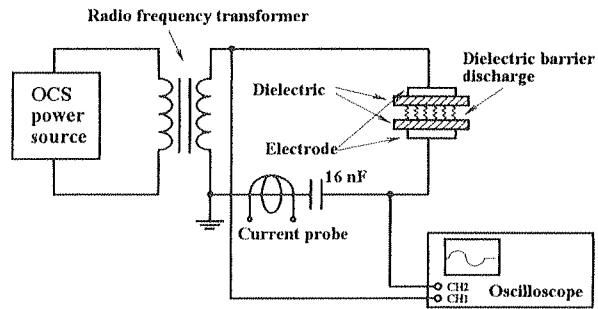 Radio frequency transformer
OCS
power
source
Dielectric
Dielectric barrier
discharge
Electrode
16 nF
Current probe
CH2
CH1
Oscilloscope